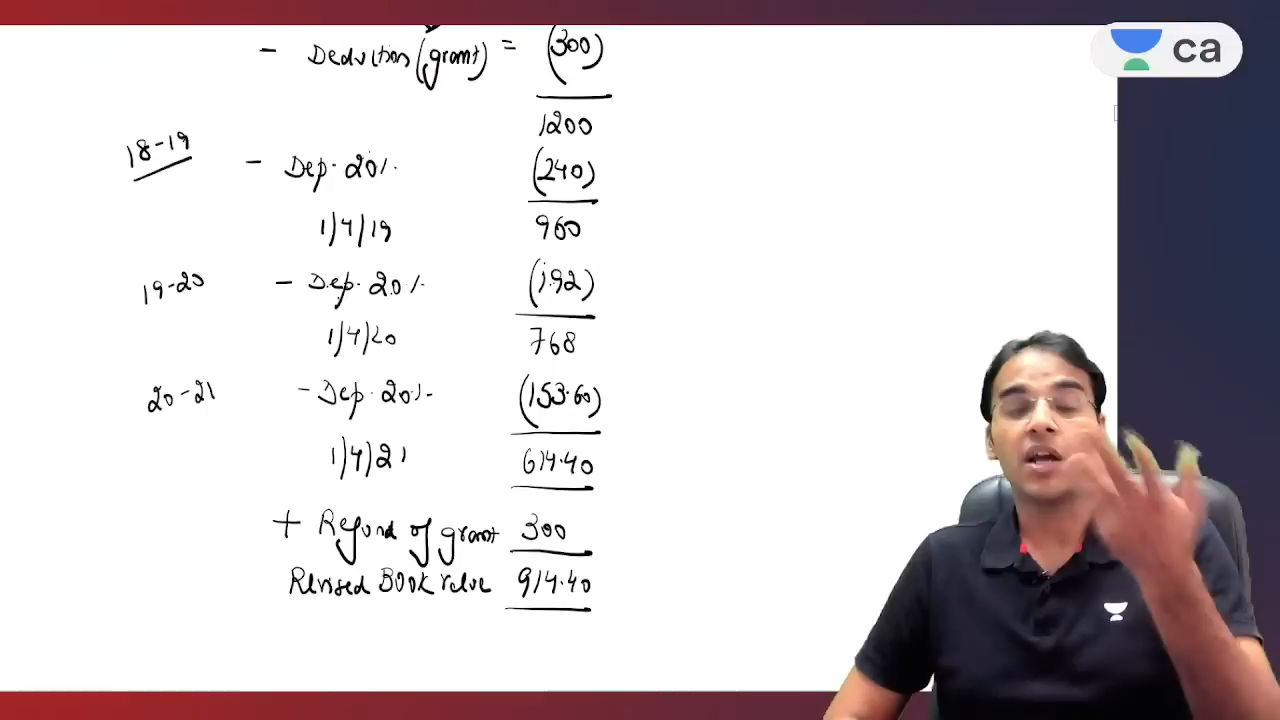 ca
- Deduction (grant) = (300)
1200
18-19 - Dep. 20%. (240)
1/4/19 960
19-20 - Dep. 20%. (192)
1/4/20 768
20-21 - Dep. 20%. (153.60)
1/4/21 614.40
+ Refund of grant 300
Revised Book Value 914.40